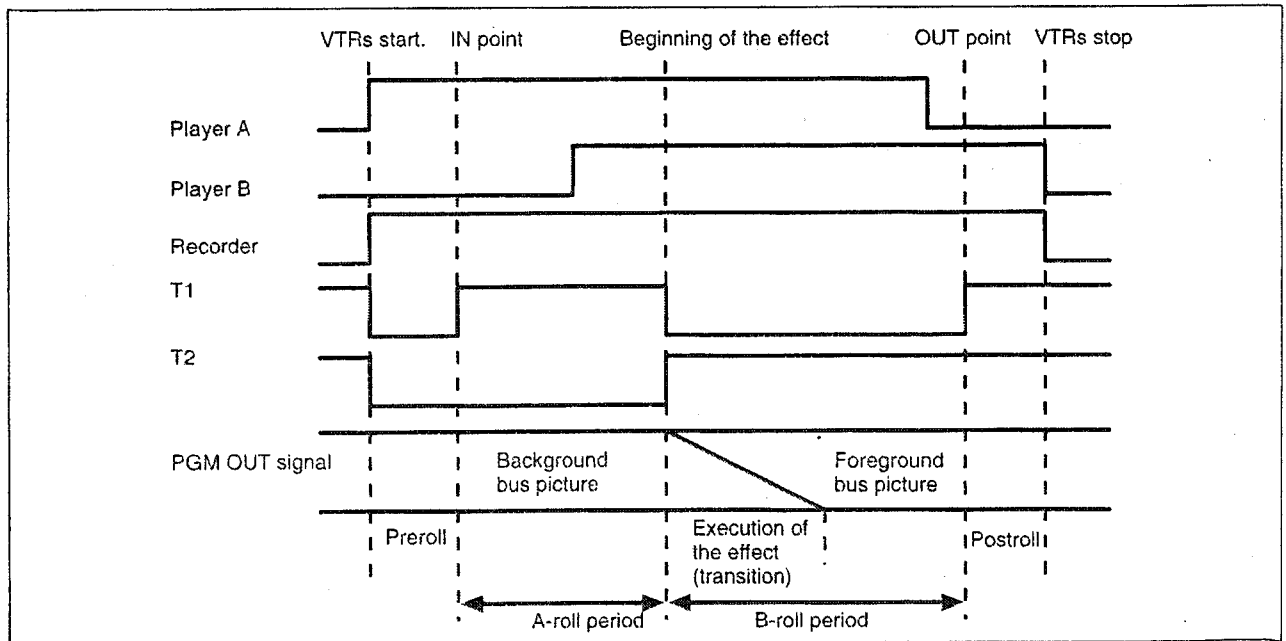 VTRs start. IN point Beginning of the effect OUT point VTRs stop
Player A
Player B
Recorder
T1
T2
PGM OUT signal
Background
bus picture
Foreground
bus picture
Preroll
Execution of
the effect
(transition)
Postroll
A-roll period B-roll period